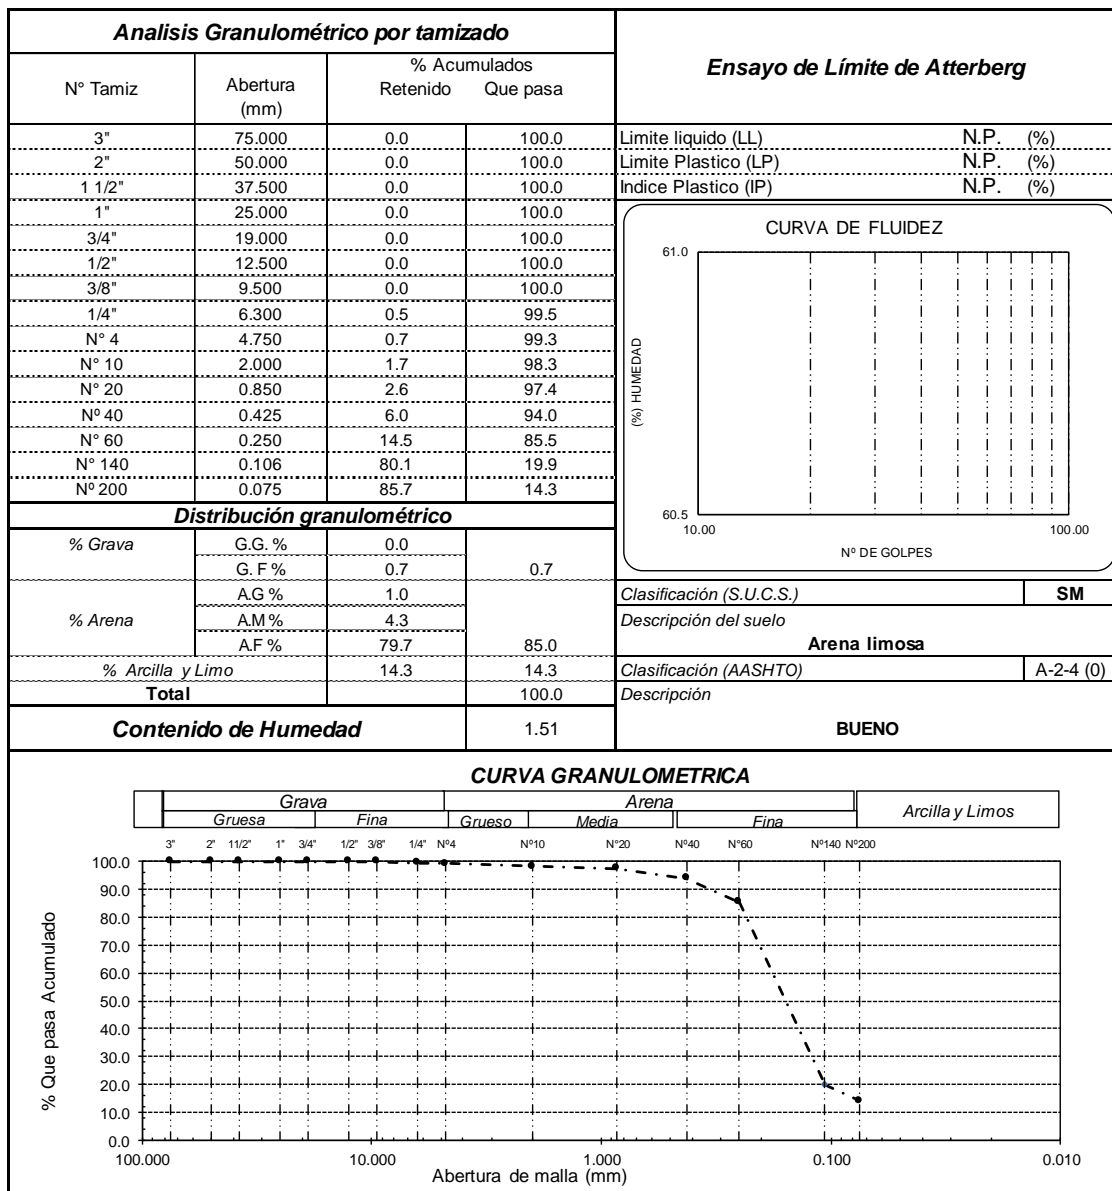 Analisis Granulométrico por tamizado
Ensayo de Límite de Atterberg
N° Tamiz Abertura (mm) % Acumulados
Retenido Que pasa
3" 75.000 0.0 100.0
2" 50.000 0.0 100.0
1 1/2" 37.500 0.0 100.0
1" 25.000 0.0 100.0
3/4" 19.000 0.0 100.0
1/2" 12.500 0.0 100.0
3/8" 9.500 0.0 100.0
1/4" 6.300 0.5 99.5
N° 4 4.750 0.7 99.3
N° 10 2.000 1.7 98.3
N° 20 0.850 2.6 97.4
Nº 40 0.425 6.0 94.0
N° 60 0.250 14.5 85.5
N° 140 0.106 80.1 19.9
Nº 200 0.075 85.7 14.3
Limite liquido (LL) N.P. (%)
Limite Plastico (LP) N.P. (%)
Indice Plastico (IP) N.P. (%)
CURVA DE FLUIDEZ
61.0
(%) HUMEDAD
60.5
10.00 100.00
Nº DE GOLPES
Distribución granulométrico
% Grava G.G. % 0.0
G. F % 0.7 0.7
A.G % 1.0
% Arena A.M % 4.3
A.F % 79.7 85.0
% Arcilla y Limo 14.3 14.3
Total 100.0
Contenido de Humedad 1.51
Clasificación (S.U.C.S.) SM
Descripción del suelo
Arena limosa
Clasificación (AASHTO) A-2-4 (0)
Descripción
BUENO
CURVA GRANULOMETRICA
Grava Arena Arcilla y Limos
Gruesa Fina Grueso Media Fina
3" 2" 11/2" 1" 3/4" 1/2" 3/8" 1/4" Nº4 Nº10 N°20 N°40 N°60 Nº140 Nº200
% Que pasa Acumulado
100.0
90.0
80.0
70.0
60.0
50.0
40.0
30.0
20.0
10.0
0.0
100.000 10.000 1.000 0.100 0.010
Abertura de malla (mm)